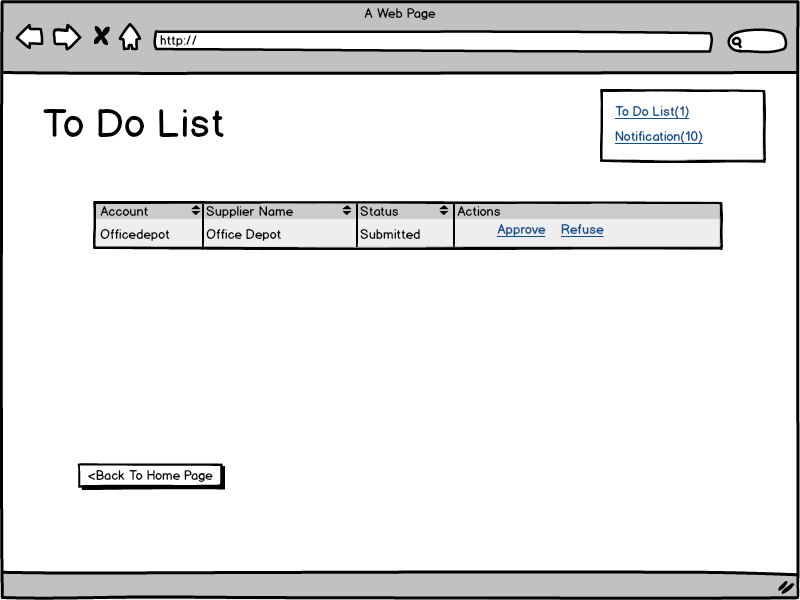 A Web Page
http://
To Do List
To Do List(1)
Notification(10)
Account Supplier Name Status Actions
Officedepot Office Depot Submitted Approve Refuse
<Back To Home Page